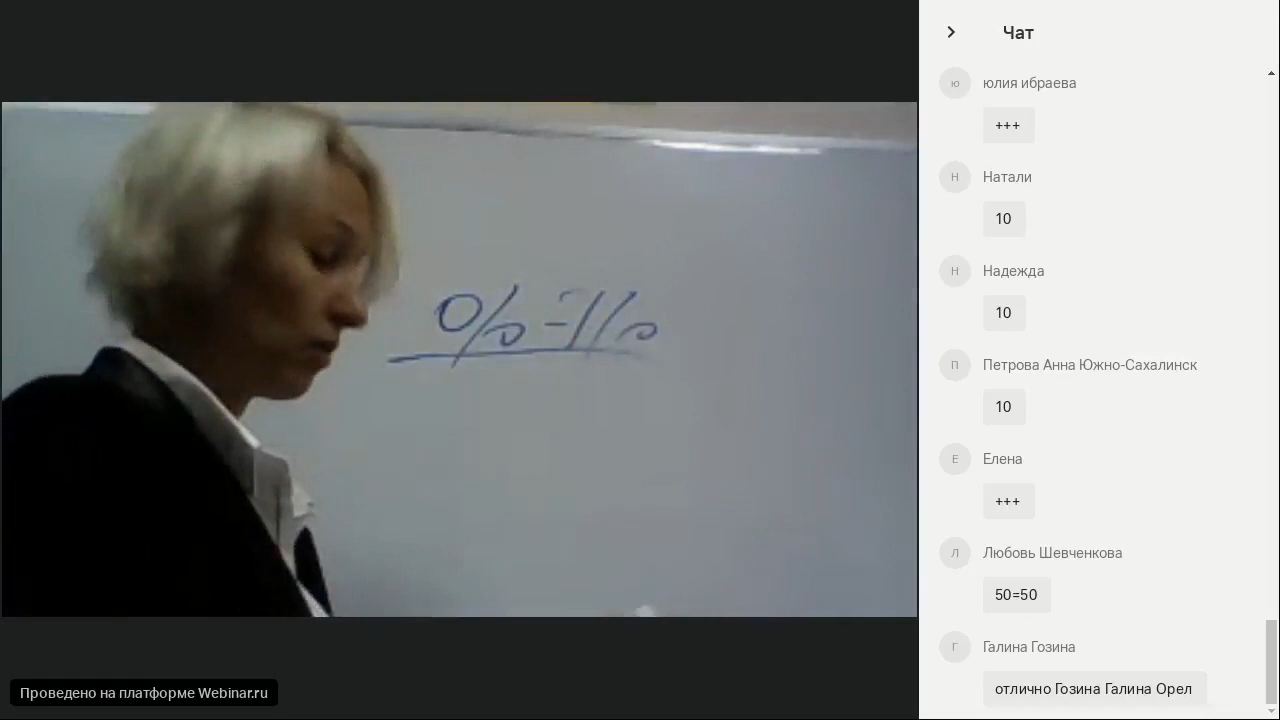 Чат
ю юлия ибраева
+++
Н Натали
10
Н Надежда
10
П Петрова Анна Южно-Сахалинск
10
Е Елена
+++
Л Любовь Шевченкова
50=50
Г Галина Гозина
отлично Гозина Галина Орел
Проведено на платформе Webinar.ru